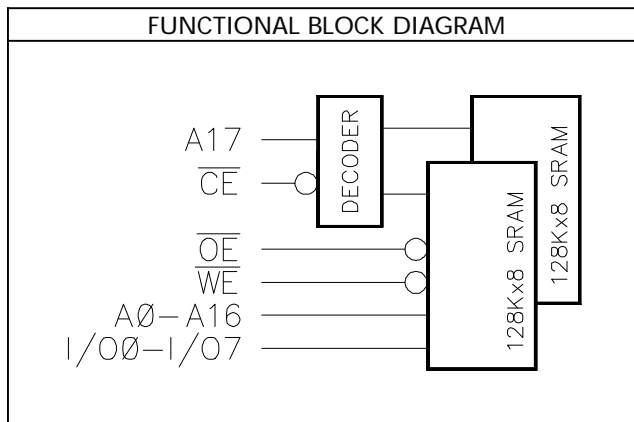 FUNCTIONAL BLOCK DIAGRAM
A17
CE
DECODER
128Kx8 SRAM
128Kx8 SRAM
OE
WE
AØ-A16
I/OØ-I/O7